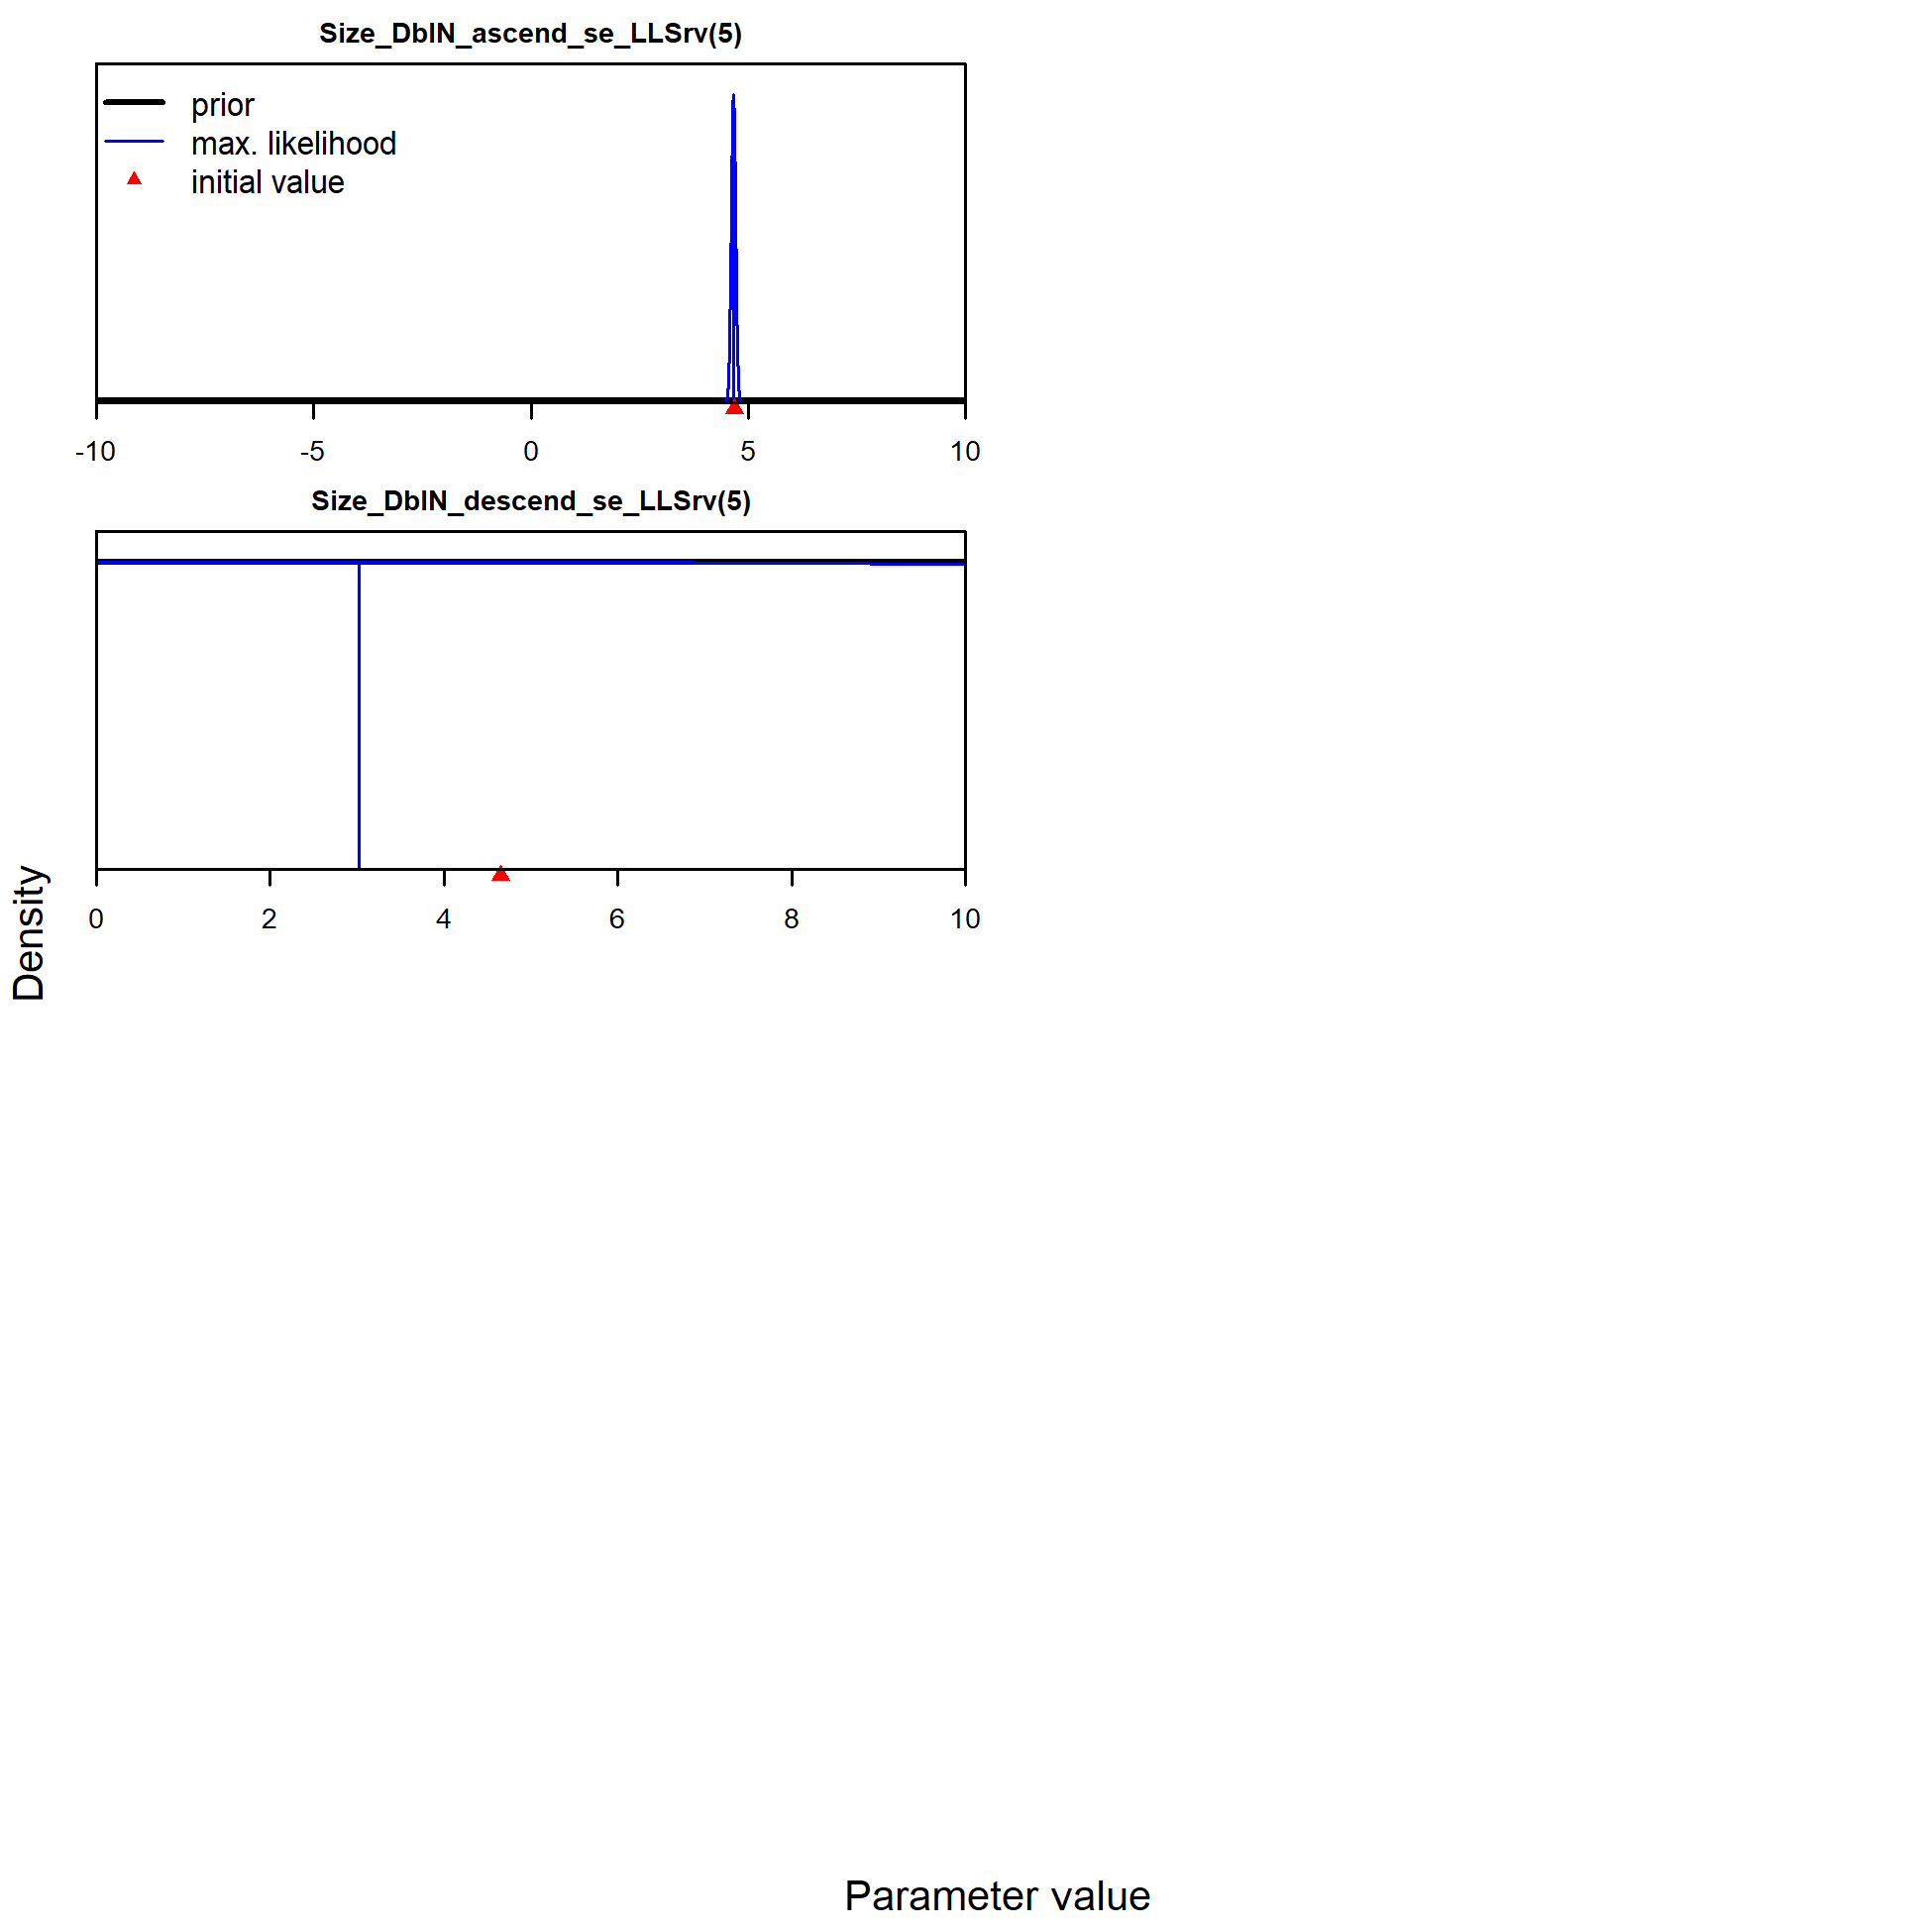 Size_DblN_ascend_se_LLSrv(5)
prior
max. likelihood
initial value
-10 -5 0 5 10
Size_DblN_descend_se_LLSrv(5)
0 2 4 6 8 10
Density
Parameter value